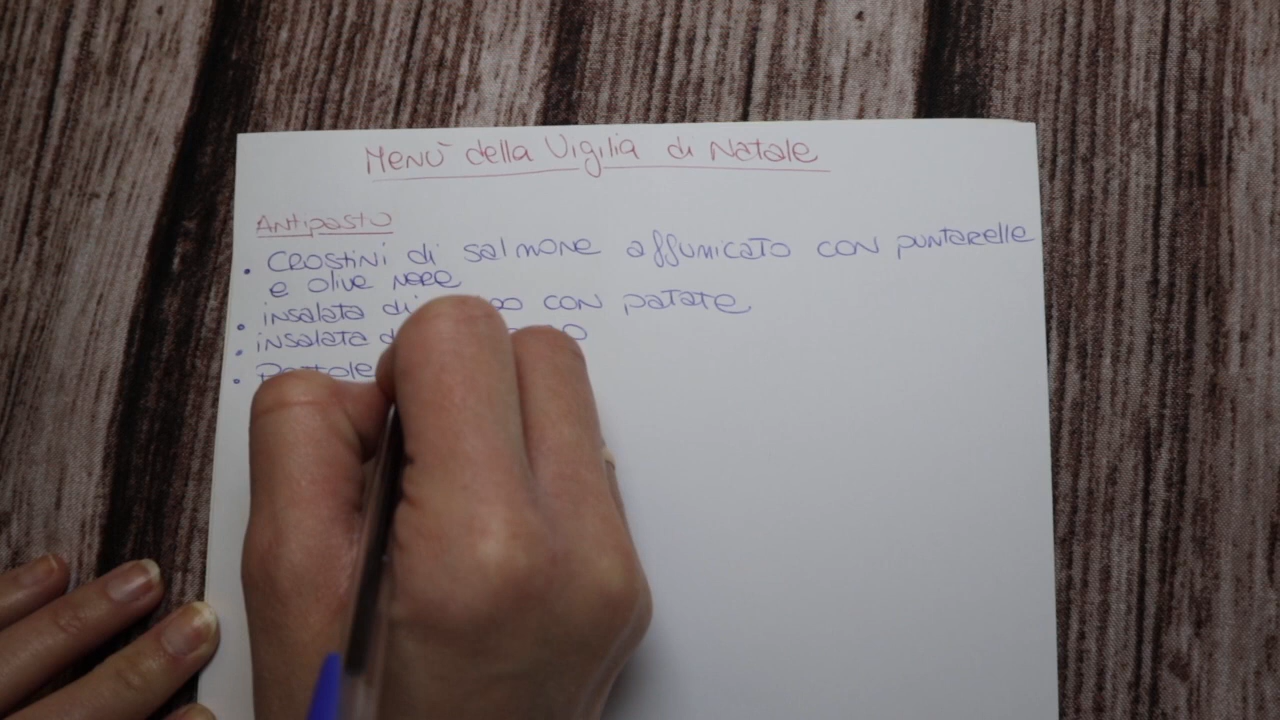 Menù della Vigilia di Natale
Antipasto
• Crostini di salmone affumicato con puntarelle
e olive nere
• insalata di con patate
• insalata
• Pettole